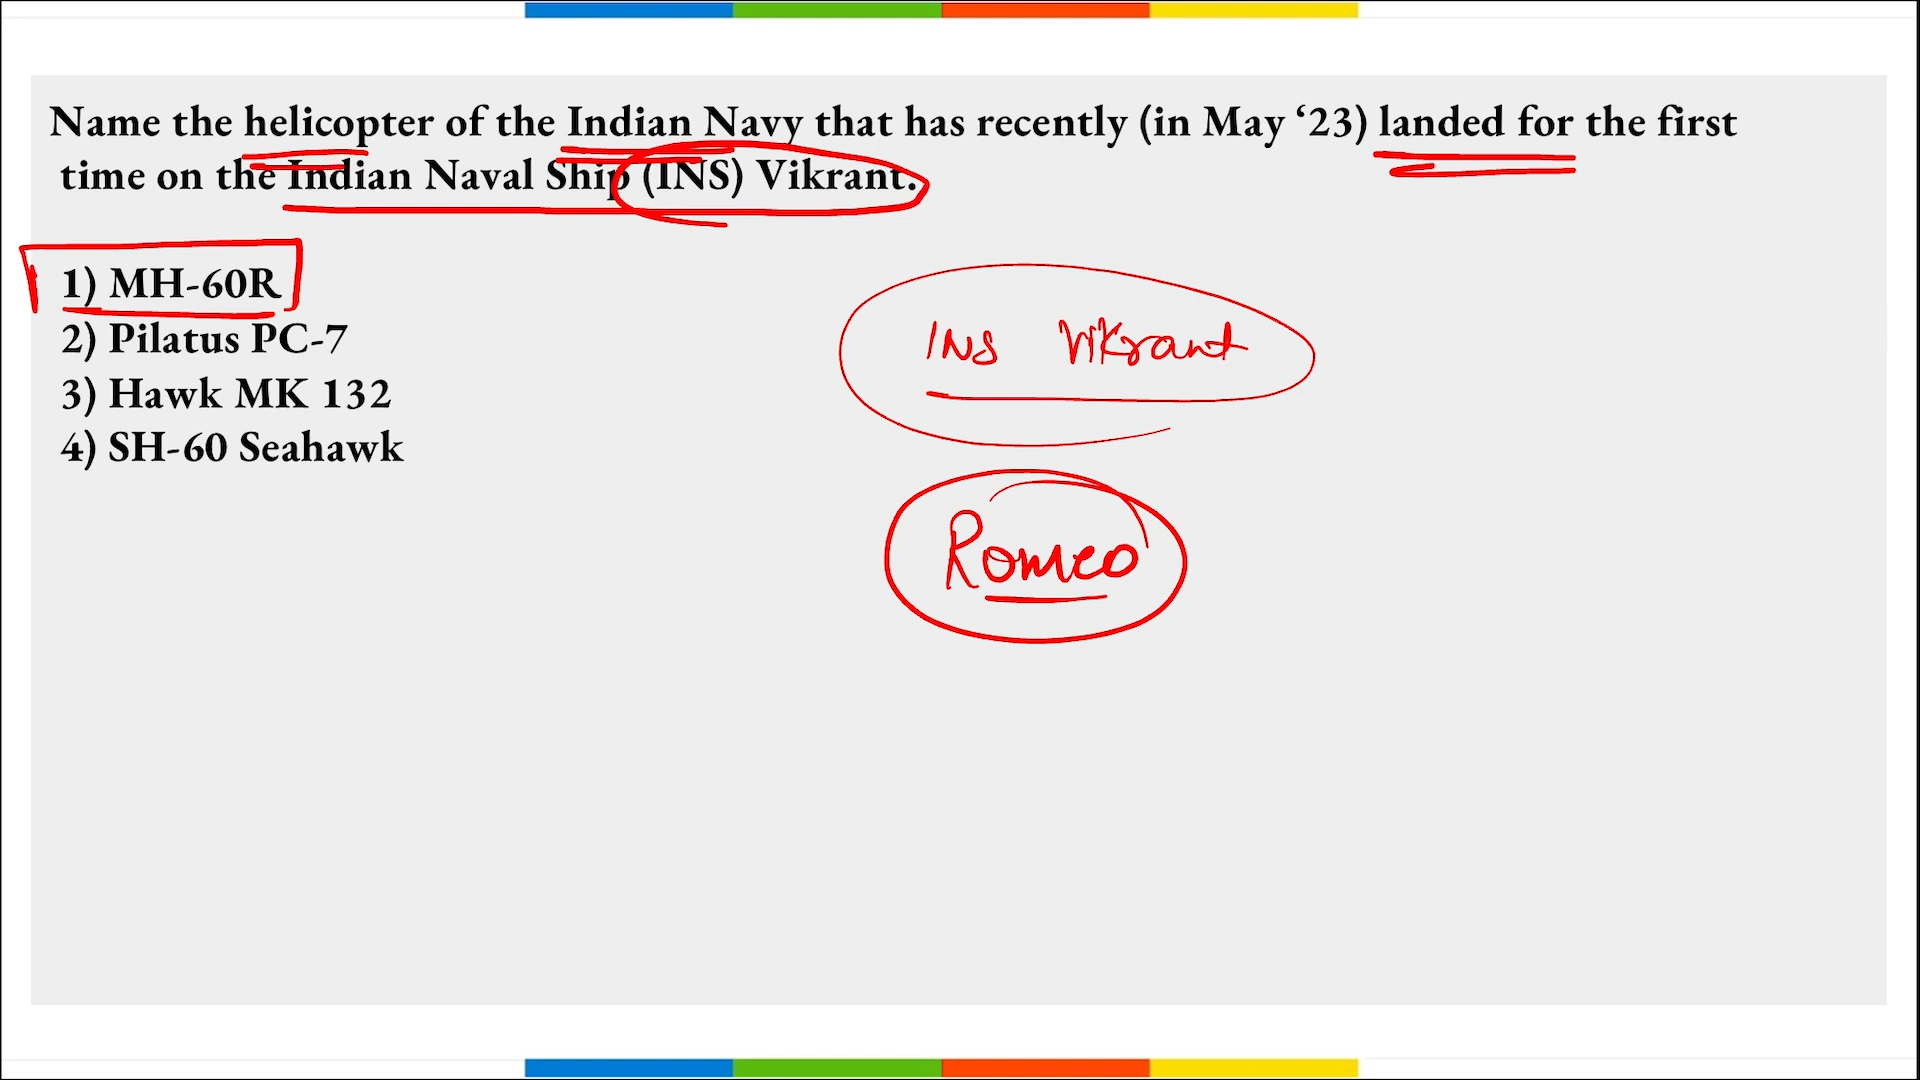 Name the helicopter of the Indian Navy that has recently (in May ‘23) landed for the first
time on the Indian Naval Ship (INS) Vikrant.
1) MH-60R
2) Pilatus PC-7
3) Hawk MK 132
4) SH-60 Seahawk
INS Vikrant
Romeo